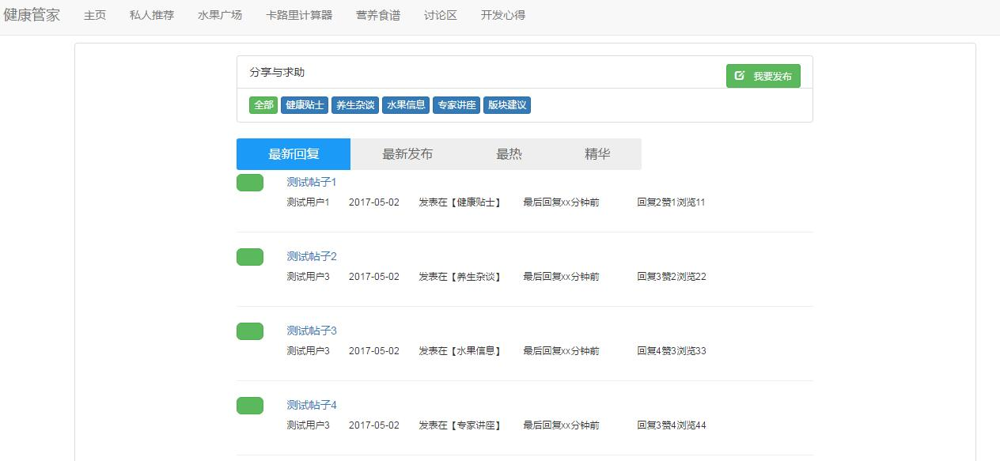 健康管家 主页 私人推荐 水果广场 卡路里计算器 营养食谱 讨论区 开发心得
分享与求助 我要发布
全部 健康贴士 养生杂谈 水果信息 专家讲座 版块建议
最新回复 最新发布 最热 精华
测试帖子1
测试用户1 2017-05-02 发表在【健康贴士】 最后回复xx分钟前 回复2赞1浏览11
测试帖子2
测试用户3 2017-05-02 发表在【养生杂谈】 最后回复xx分钟前 回复3赞2浏览22
测试帖子3
测试用户3 2017-05-02 发表在【水果信息】 最后回复xx分钟前 回复4赞3浏览33
测试帖子4
测试用户3 2017-05-02 发表在【专家讲座】 最后回复xx分钟前 回复3赞4浏览44